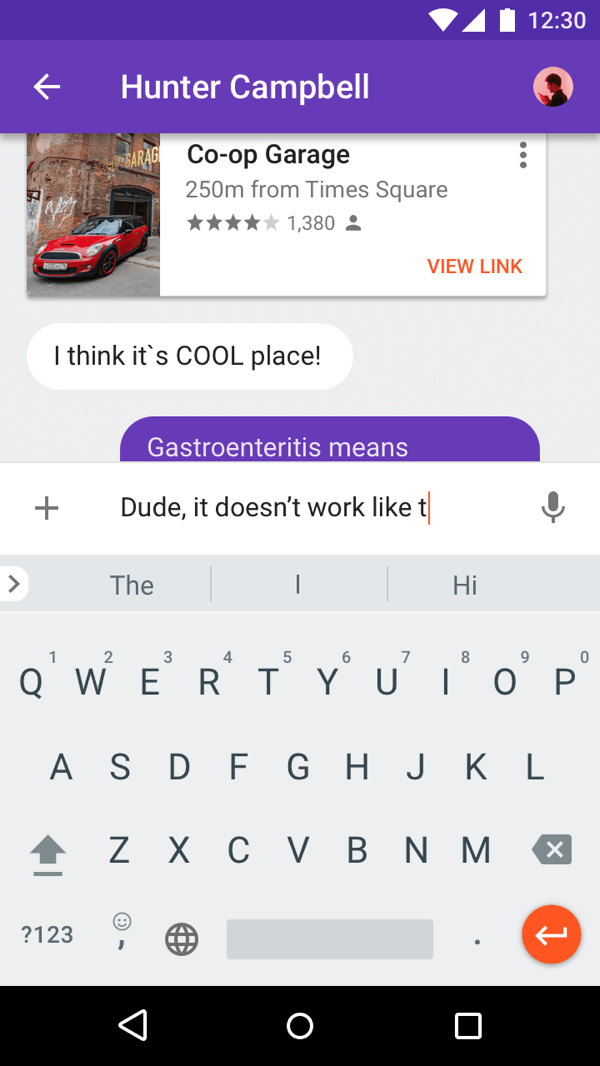 12:30
Hunter Campbell
GARAG
Co-op Garage
250m from Times Square
1,380
VIEW LINK
I think it`s COOL place!
Gastroenteritis means
Dude, it doesn’t work like t
The I Hi
1 2 3 4 5 6 7 8 9 0
Q W E R T Y U I O P
A S D F G H J K L
Z X C V B N M
?123 , .